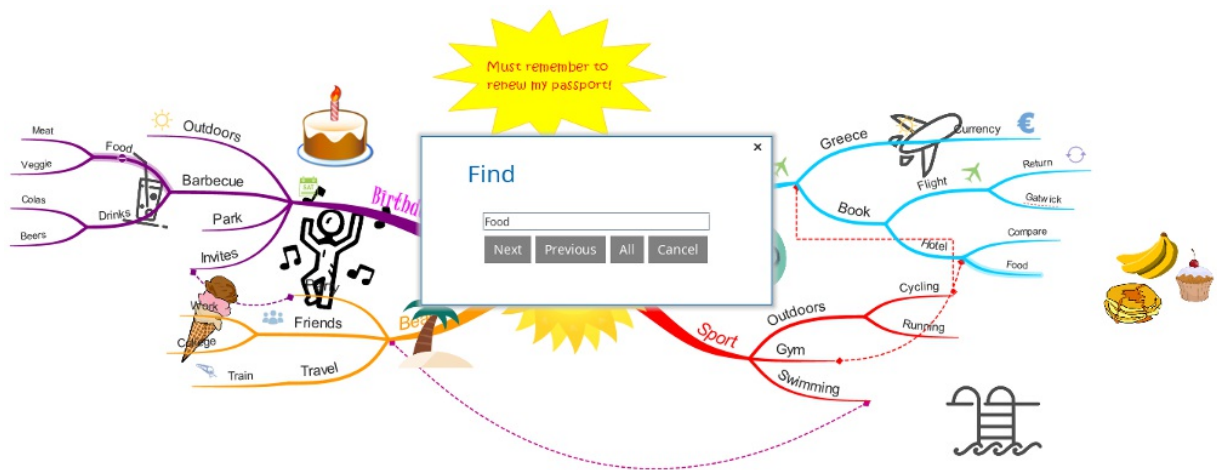 Must remember to
renew my passport!
Outdoors
Meat
Food
Veggie
Barbecue
Colas
Drinks
Park
Beers
Invites
Work
Friends
College
Train
Travel
×
Find
Food
Next
Previous
All
Cancel
Greece
Currency
€
Return
Flight
Gatwick
Book
Compare
Hotel
Food
Cycling
Outdoors
Running
Sport
Gym
Swimming